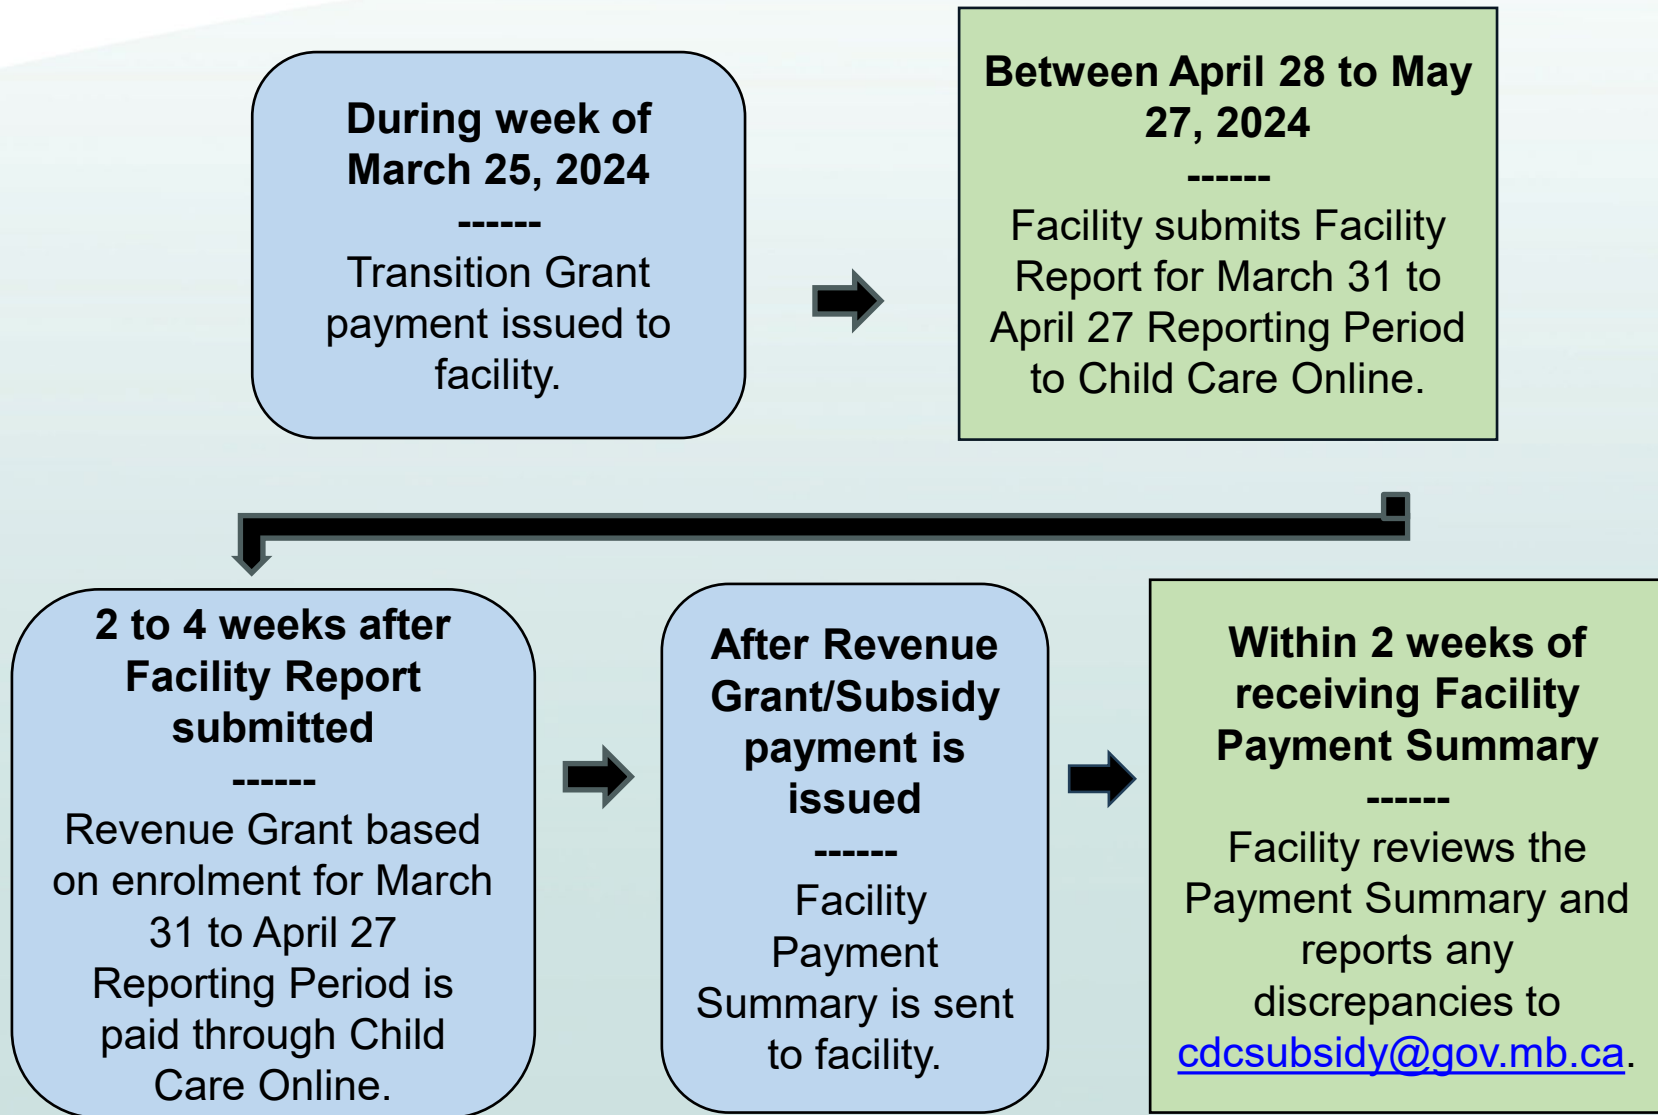 During week of
March 25, 2024
------
Transition Grant
payment issued to
facility.
Between April 28 to May
27, 2024
------
Facility submits Facility
Report for March 31 to
April 27 Reporting Period
to Child Care Online.
2 to 4 weeks after
Facility Report
submitted
------
Revenue Grant based
on enrolment for March
31 to April 27
Reporting Period is
paid through Child
Care Online.
After Revenue
Grant/Subsidy
payment is
issued
------
Facility
Payment
Summary is sent
to facility.
Within 2 weeks of
receiving Facility
Payment Summary
------
Facility reviews the
Payment Summary and
reports any
discrepancies to
cdcsubsidy@gov.mb.ca.